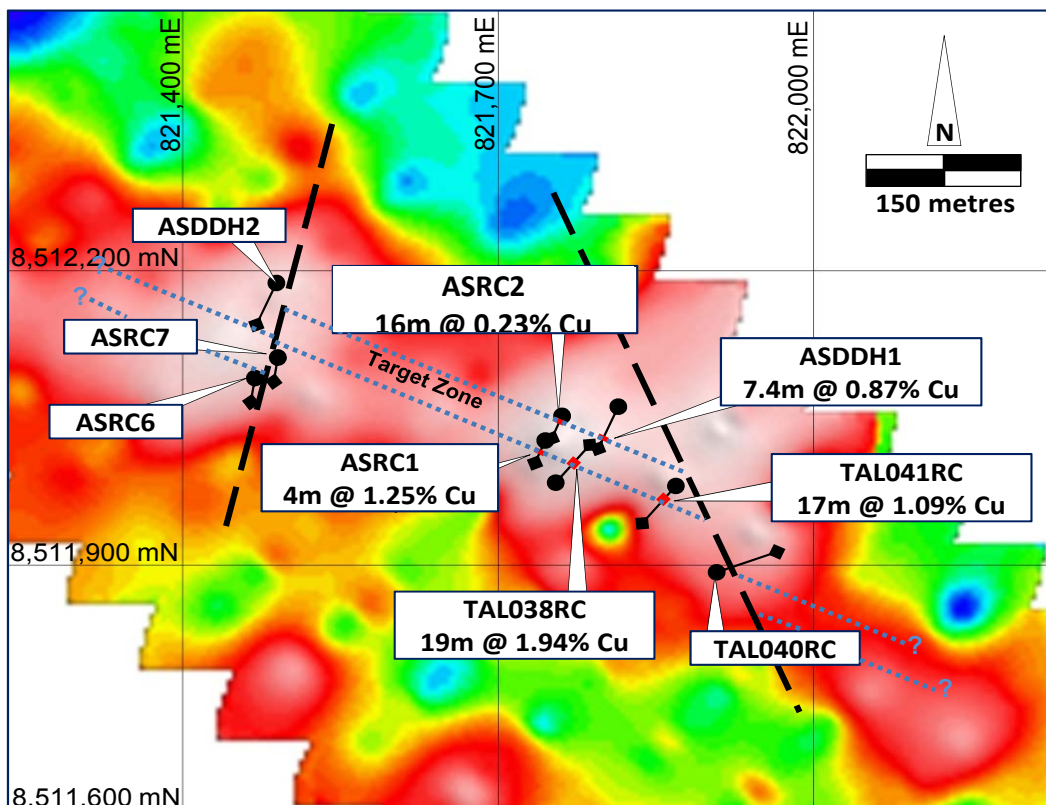 821,400 mE
821,700 mE
822,000 mE
N
150 metres
ASDDH2
8,512,200 mN
?
?
ASRC2
16m @ 0.23% Cu
ASRC7
Target Zone
ASDDH1
7.4m @ 0.87% Cu
ASRC6
ASRC1
4m @ 1.25% Cu
TAL041RC
17m @ 1.09% Cu
8,511,900 mN
TAL038RC
19m @ 1.94% Cu
TAL040RC
?
?
8,511,600 mN